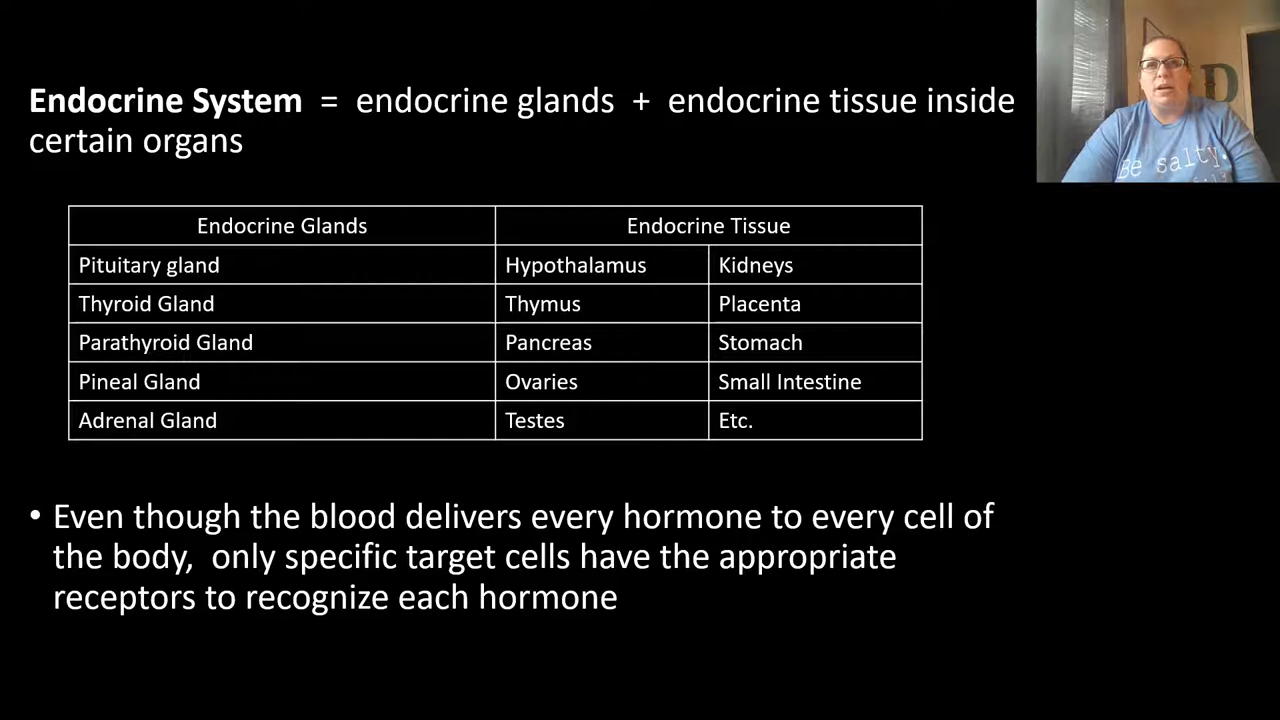 Endocrine System = endocrine glands + endocrine tissue inside
certain organs
Endocrine Glands Endocrine Tissue
Pituitary gland Hypothalamus Kidneys
Thyroid Gland Thymus Placenta
Parathyroid Gland Pancreas Stomach
Pineal Gland Ovaries Small Intestine
Adrenal Gland Testes Etc.
• Even though the blood delivers every hormone to every cell of
the body, only specific target cells have the appropriate
receptors to recognize each hormone
D
Be salty.